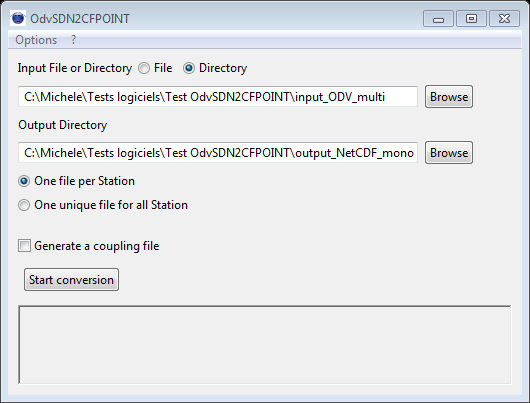 OdvSDN2CFPOINT
Options ?
Input File or Directory File Directory
C:\Michele\Tests logiciels\Test OdvSDN2CFPOINT\input_ODV_multi Browse
Output Directory
C:\Michele\Tests logiciels\Test OdvSDN2CFPOINT\output_NetCDF_mono Browse
One file per Station
One unique file for all Station
Generate a coupling file
Start conversion